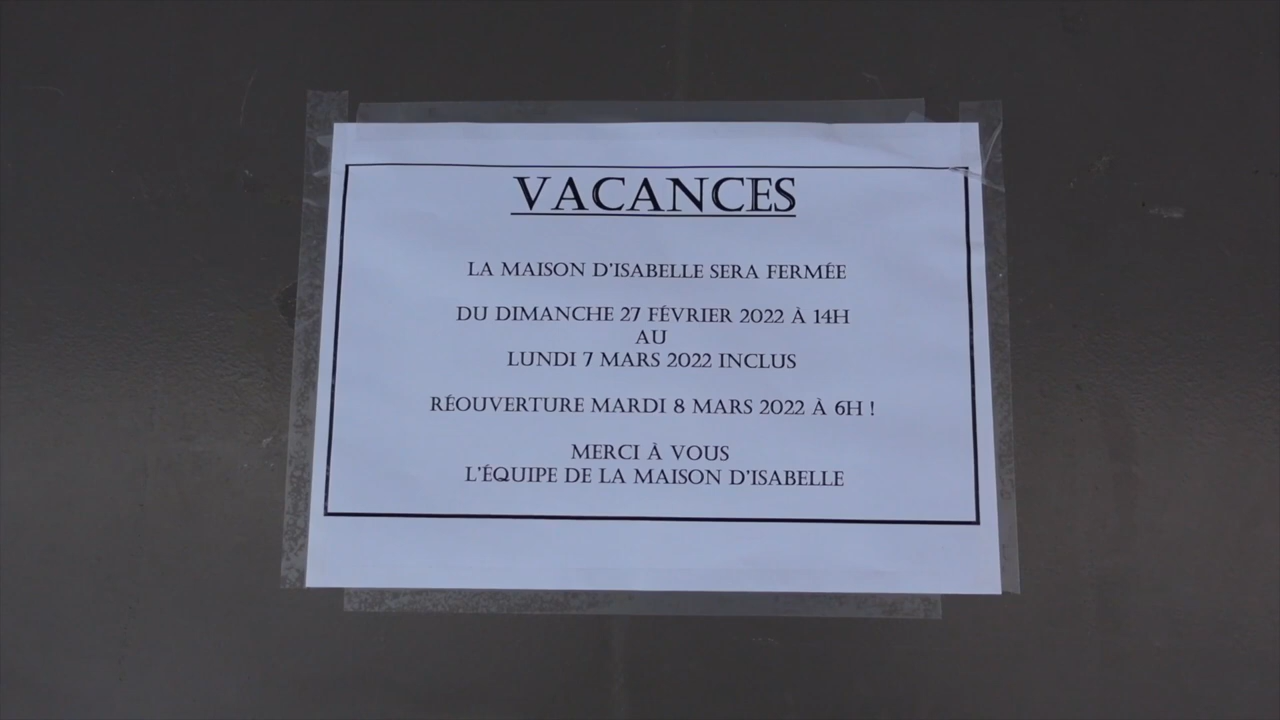 VACANCES
LA MAISON D'ISABELLE SERA FERMÉE
DU DIMANCHE 27 FÉVRIER 2022 À 14H
AU
LUNDI 7 MARS 2022 INCLUS
RÉOUVERTURE MARDI 8 MARS 2022 À 6H !
MERCI À VOUS
L'ÉQUIPE DE LA MAISON D'ISABELLE